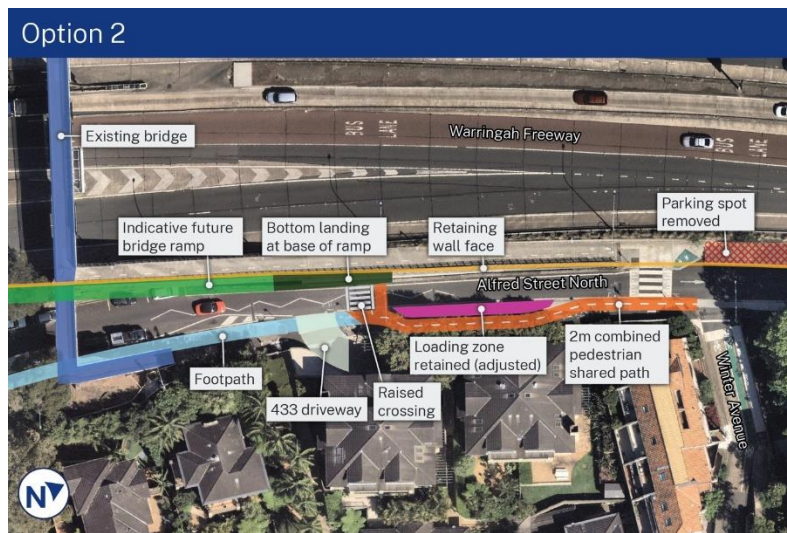 Option 2
BUS
LANE
Warringah Freeway
BUS
LANE
Existing bridge
Parking spot
removed
Indicative future
bridge ramp
Bottom landing
at base of ramp
Retaining
wall face
Alfred Street North
Footpath
433 driveway
Raised
crossing
Loading zone
retained (adjusted)
2m combined
pedestrian
shared path
Winter Avenue
N